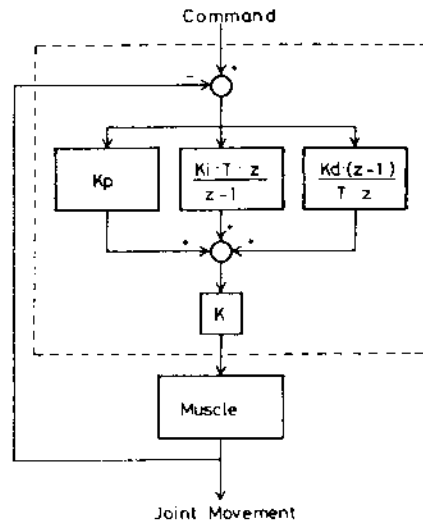 Command
Kp
Ki · T · z
z-1
Kd·(z-1)
T z
K
Muscle
Joint Movement